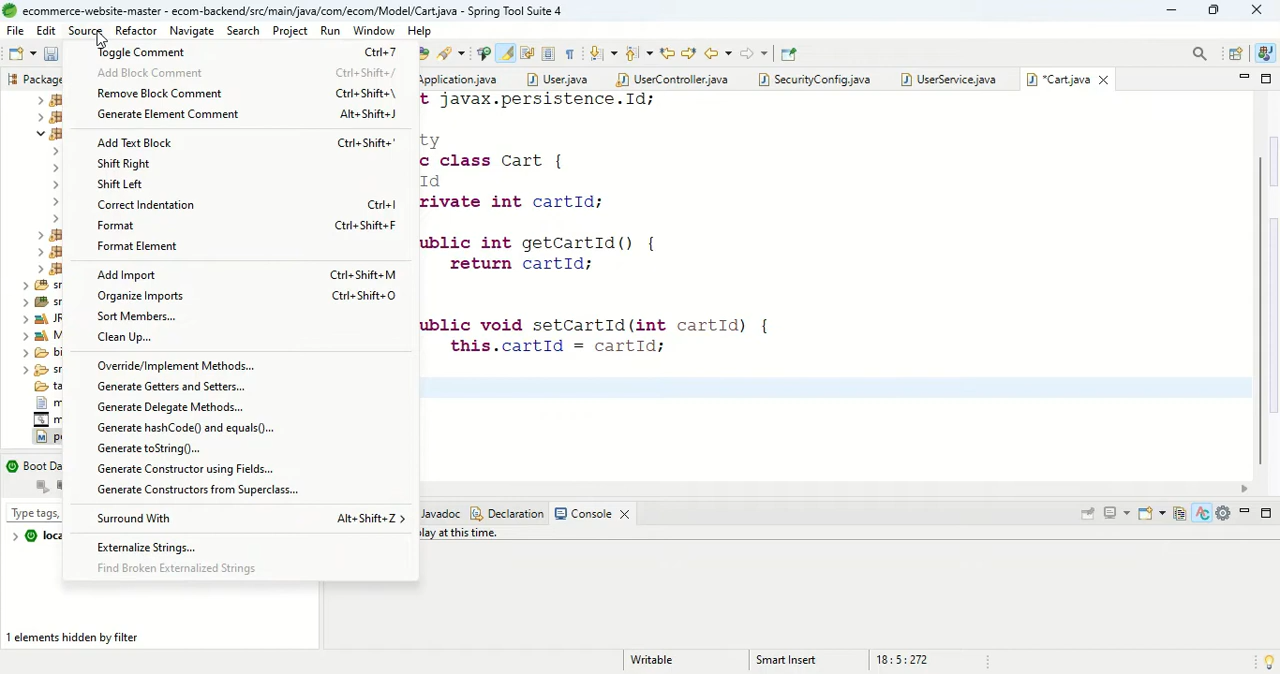 ecommerce-website-master - ecom-backend/src/main/java/com/ecom/Model/Cart.java - Spring Tool Suite 4
File Edit Source Refactor Navigate Search Project Run Window Help
Package
pplication.java User.java UserController.java SecurityConfig.java UserService.java *Cart.java
Toggle Comment Ctrl+7
Add Block Comment Ctrl+Shift+/
Remove Block Comment Ctrl+Shift+\
Generate Element Comment Alt+Shift+J
Add Text Block Ctrl+Shift+'
Shift Right
Shift Left
Correct Indentation Ctrl+I
Format Ctrl+Shift+F
Format Element
Add Import Ctrl+Shift+M
Organize Imports Ctrl+Shift+O
Sort Members...
Clean Up...
Override/Implement Methods...
Generate Getters and Setters...
Generate Delegate Methods...
Generate hashCode() and equals()...
Generate toString()...
Generate Constructor using Fields...
Generate Constructors from Superclass...
Surround With Alt+Shift+Z
Externalize Strings...
Find Broken Externalized Strings
t javax.persistence.Id;
ty
c class Cart {
Id
rivate int cartId;
ublic int getCartId() {
return cartId;
ublic void setCartId(int cartId) {
this.cartId = cartId;
sr
sr
JR
M
bi
sr
ta
m
m
po
Boot Da
Type tags,
loca
1 elements hidden by filter
Javadoc Declaration Console
lay at this time.
Writable Smart Insert 18 : 5 : 272